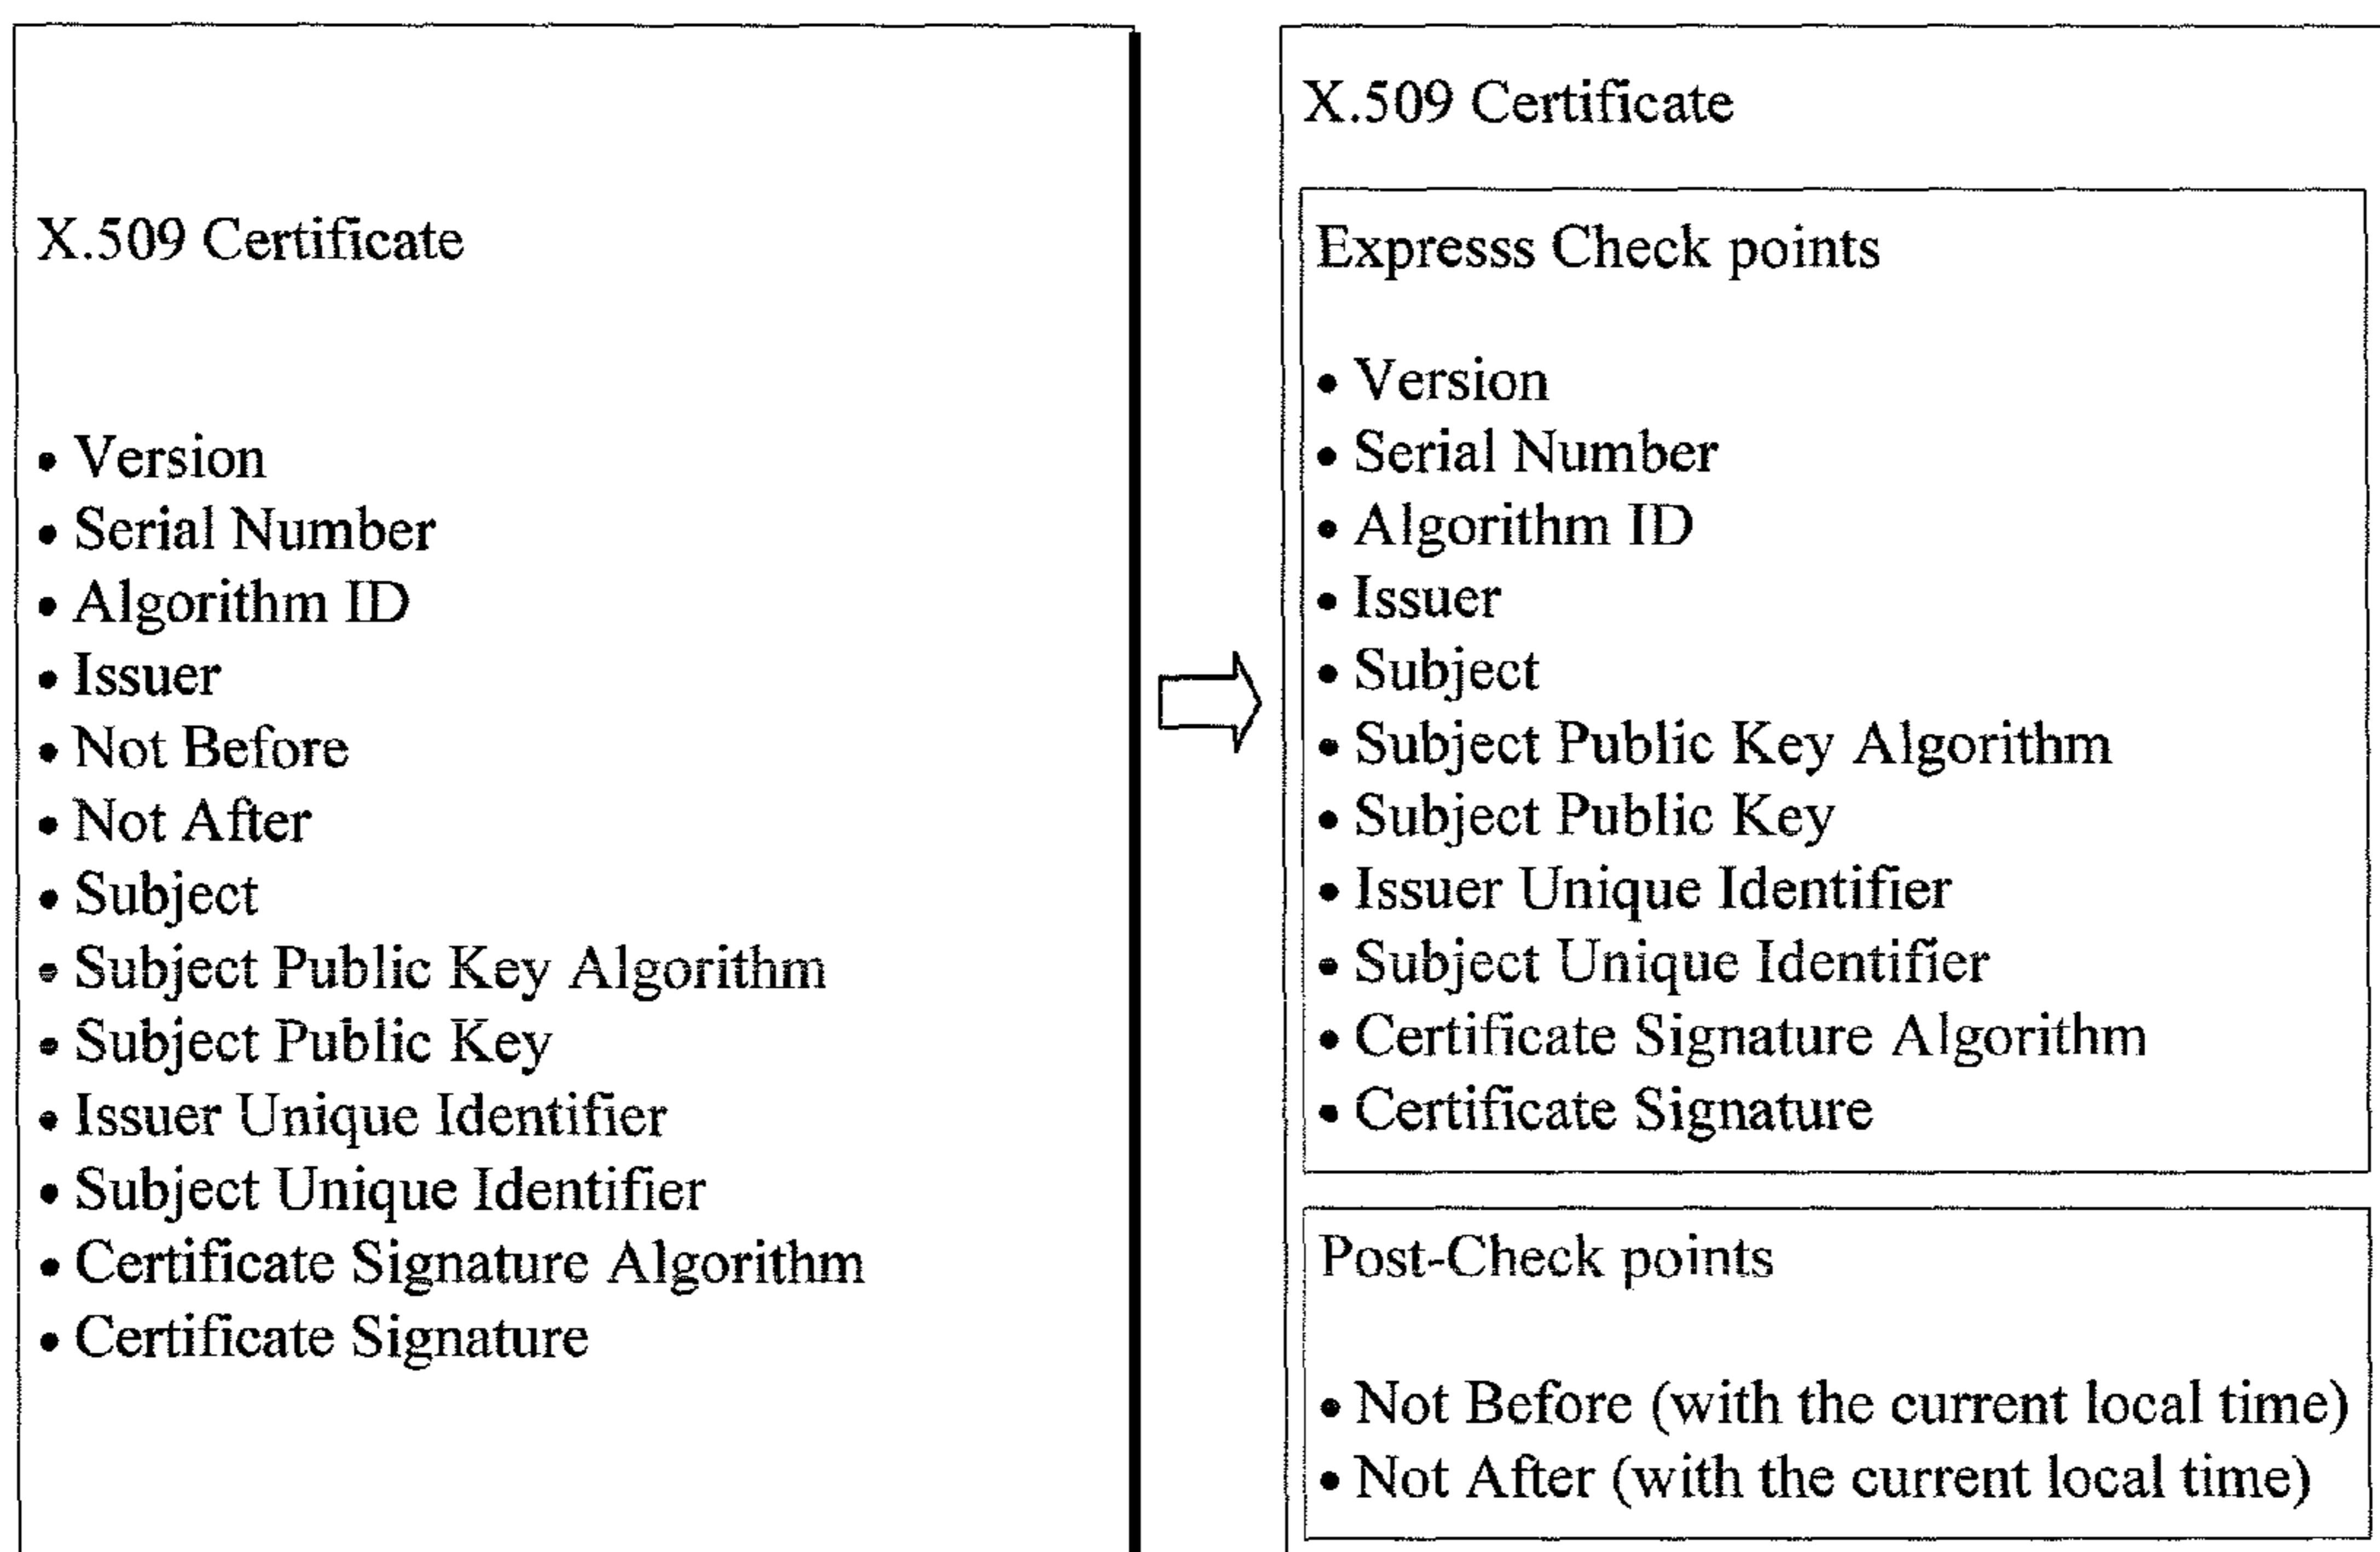 X.509 Certificate
• Version
• Serial Number
• Algorithm ID
• Issuer
• Not Before
• Not After
• Subject
• Subject Public Key Algorithm
• Subject Public Key
• Issuer Unique Identifier
• Subject Unique Identifier
• Certificate Signature Algorithm
• Certificate Signature
X.509 Certificate
Expresss Check points
• Version
• Serial Number
• Algorithm ID
• Issuer
• Subject
• Subject Public Key Algorithm
• Subject Public Key
• Issuer Unique Identifier
• Subject Unique Identifier
• Certificate Signature Algorithm
• Certificate Signature
Post-Check points
• Not Before (with the current local time)
• Not After (with the current local time)